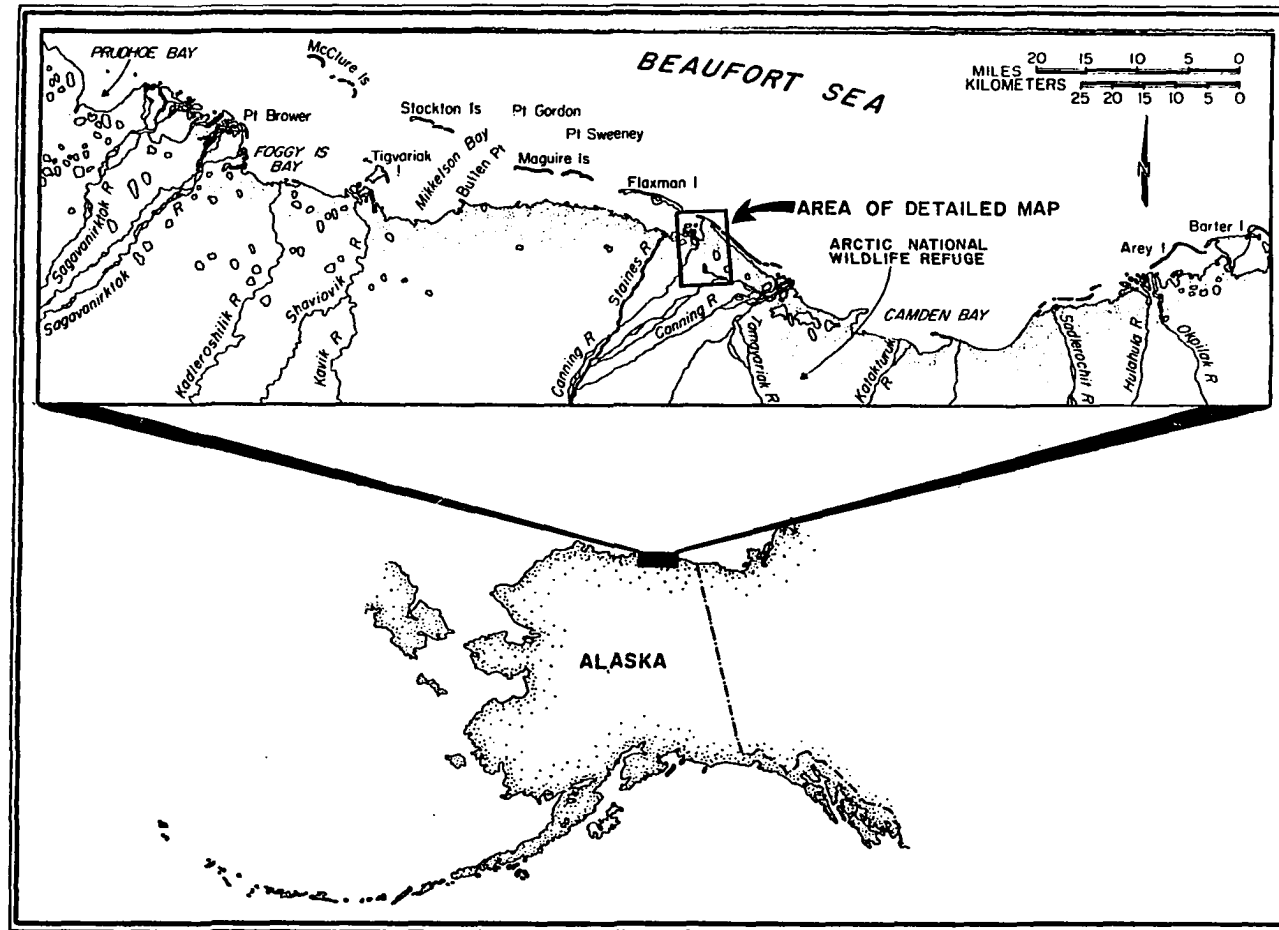 PRUDHOE BAY
McClure Is
BEAUFORT SEA
MILES
20 15 10 5 0
KILOMETERS
25 20 15 10 5 0
Stockton Is
Pt Gordon
Pt Brower
Pt Sweeney
FOGGY IS
BAY
Tigvariak
I
Mikkelson Bay
Bullen Pt
Maguire Is
Flaxman I
AREA OF DETAILED MAP
ARCTIC NATIONAL
WILDLIFE REFUGE
Arey I
Barter I
Sagavanirktok R
Sagavanirktok R
Kadleroshilik R
Shaviovik
Kavik R
Staines R
Canning R
Canning R
Tamayariak R
CAMDEN BAY
Katakturuk
R
Sadlerochit R
Hulahula R
Okpilak R
ALASKA